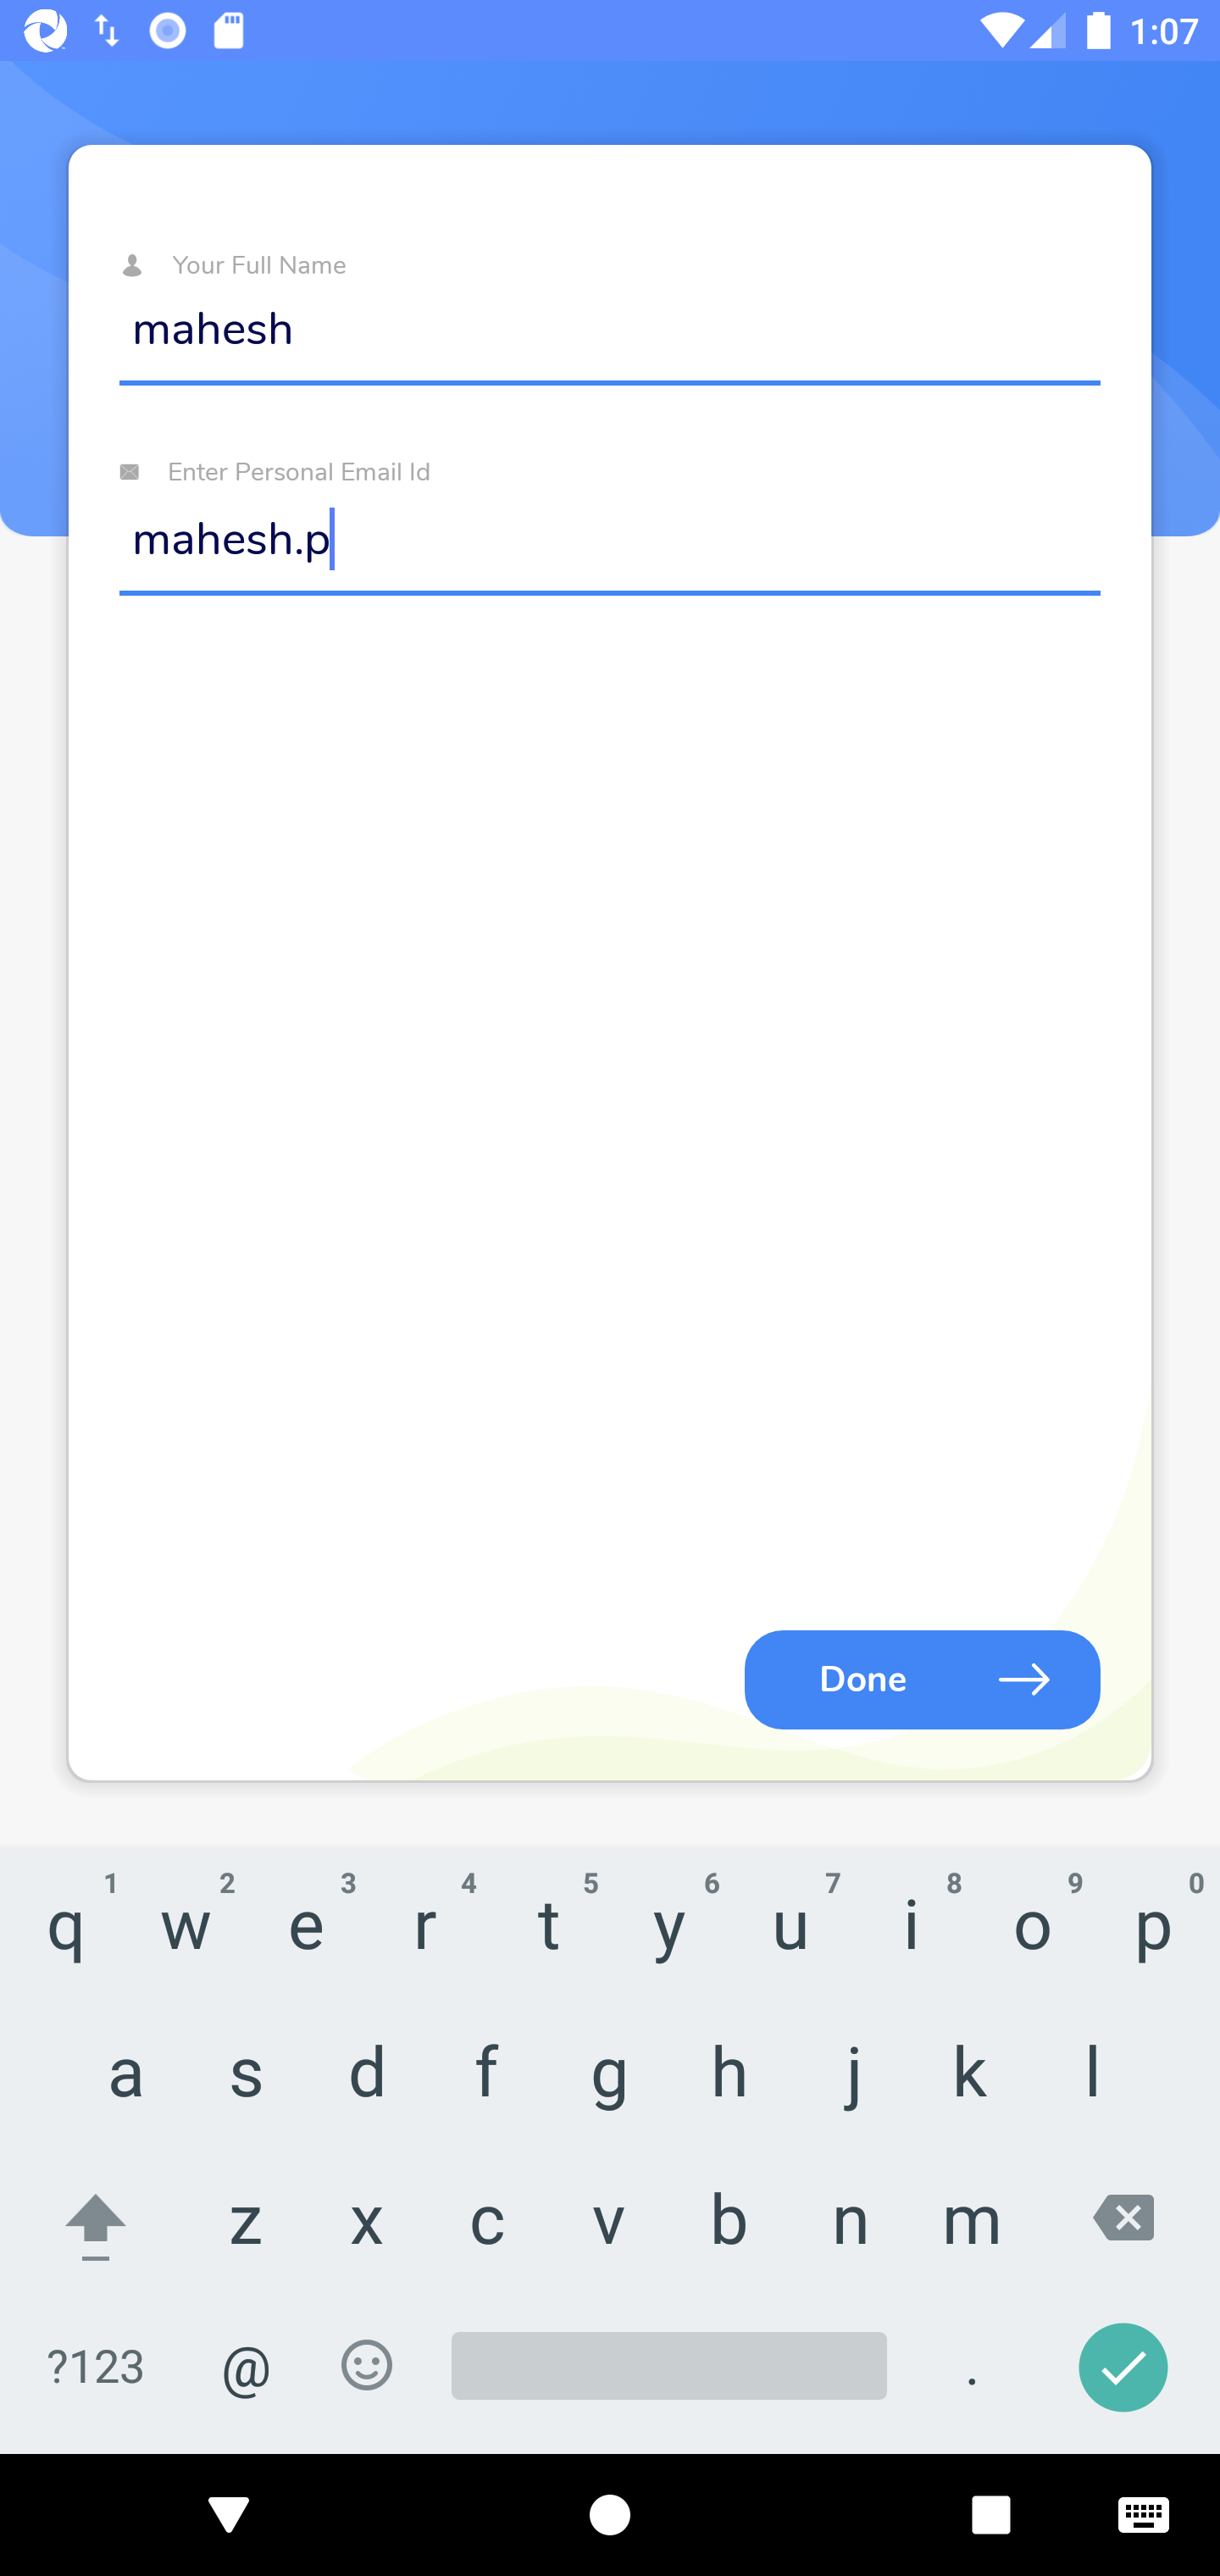 1:07
Your Full Name
mahesh
Enter Personal Email Id
mahesh.p
Done
1 2 3 4 5 6 7 8 9 0
q w e r t y u i o p
a s d f g h j k l
z x c v b n m
?123 @ .